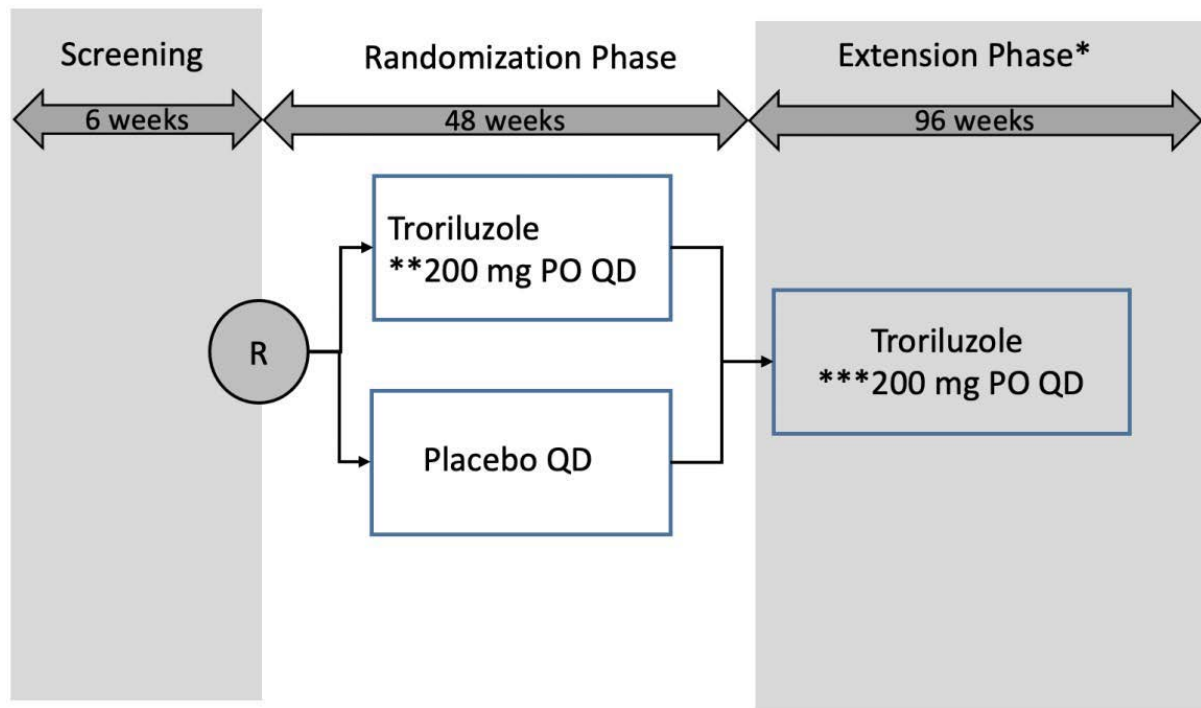 Screening
Randomization Phase
Extension Phase*
6 weeks
48 weeks
96 weeks
Troriluzole
**200 mg PO QD
R
Troriluzole
***200 mg PO QD
Placebo QD